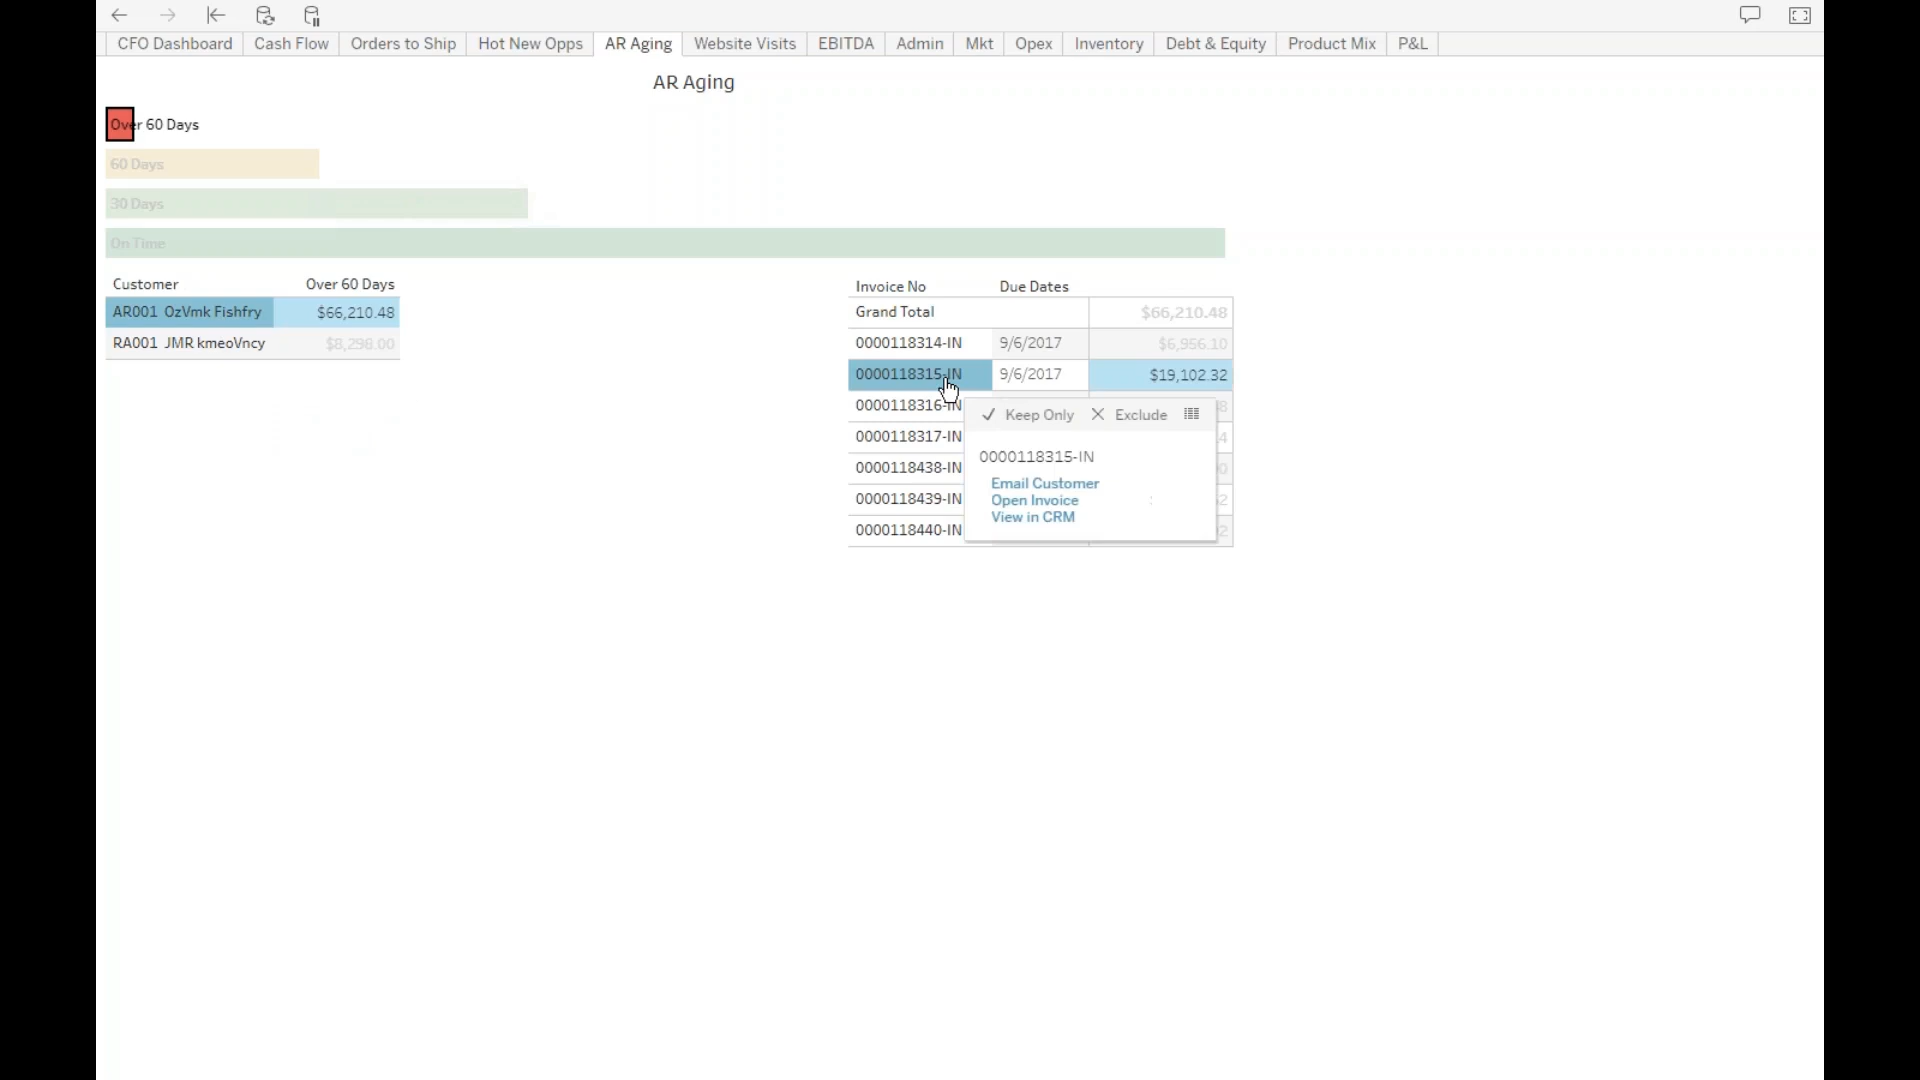 CFO Dashboard Cash Flow Orders to Ship Hot New Opps AR Aging Website Visits EBITDA Admin Mkt Opex Inventory Debt & Equity Product Mix P&L
AR Aging
Over 60 Days
60 Days
30 Days
On Time
Customer Over 60 Days
AR001 OzVmk Fishfry $66,210.48
RA001 JMR kmeoVncy $8,298.00
Invoice No Due Dates
Grand Total $66,210.48
0000118314-IN 9/6/2017 $6,956.10
0000118315-IN 9/6/2017 $19,102.32
0000118316-IN
0000118317-IN
0000118438-IN
0000118439-IN
0000118440-IN
Keep Only Exclude
0000118315-IN
Email Customer
Open Invoice
View in CRM